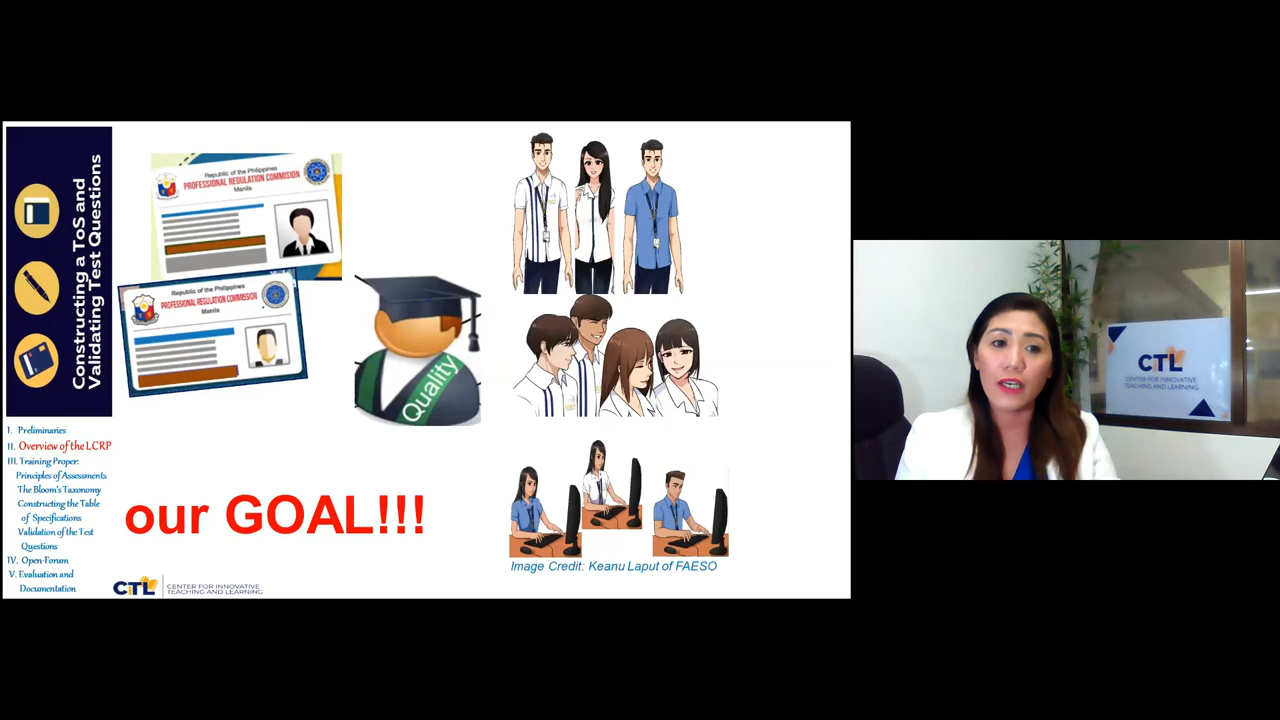 Constructing a ToS and
Validating Test Questions
I. Preliminaries
II. Overview of the LCRP
III. Training Proper:
Principles of Assessments
The Bloom's Taxonomy
Constructing the Table
of Specifications
Validation of the Test
Questions
IV. Open-Forum
V. Evaluation and
Documentation
Republic of the Philippines
PROFESSIONAL REGULATION COMMISSION
Manila
Republic of the Philippines
PROFESSIONAL REGULATION COMMISSION
Manila
Quality
our GOAL!!!
Image Credit: Keanu Laput of FAESO
CiTL
CENTER FOR INNOVATIVE
TEACHING AND LEARNING
CiTL
CENTER FOR INNOVATIVE
TEACHING AND LEARNING